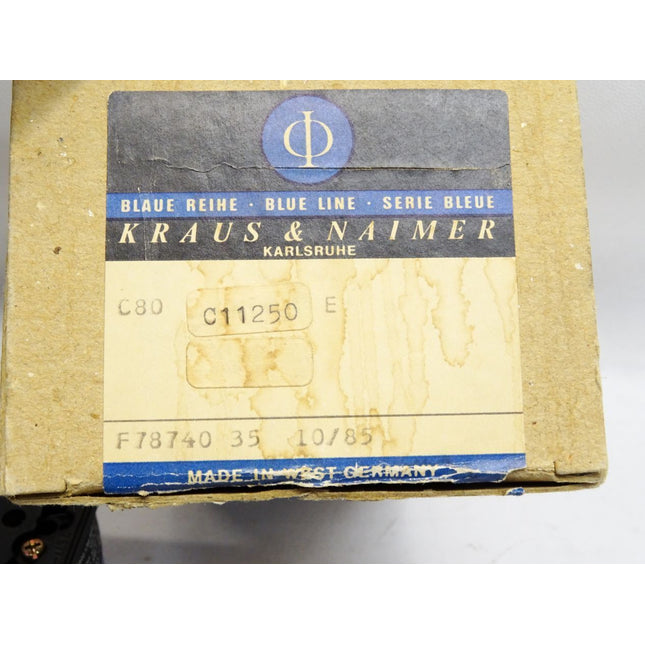 BLAUE REIHE · BLUE LINE · SERIE BLEUE
KRAUS & NAIMER
KARLSRUHE
C80 C11250 E
F78740 35 10/85
MADE IN WEST GERMANY